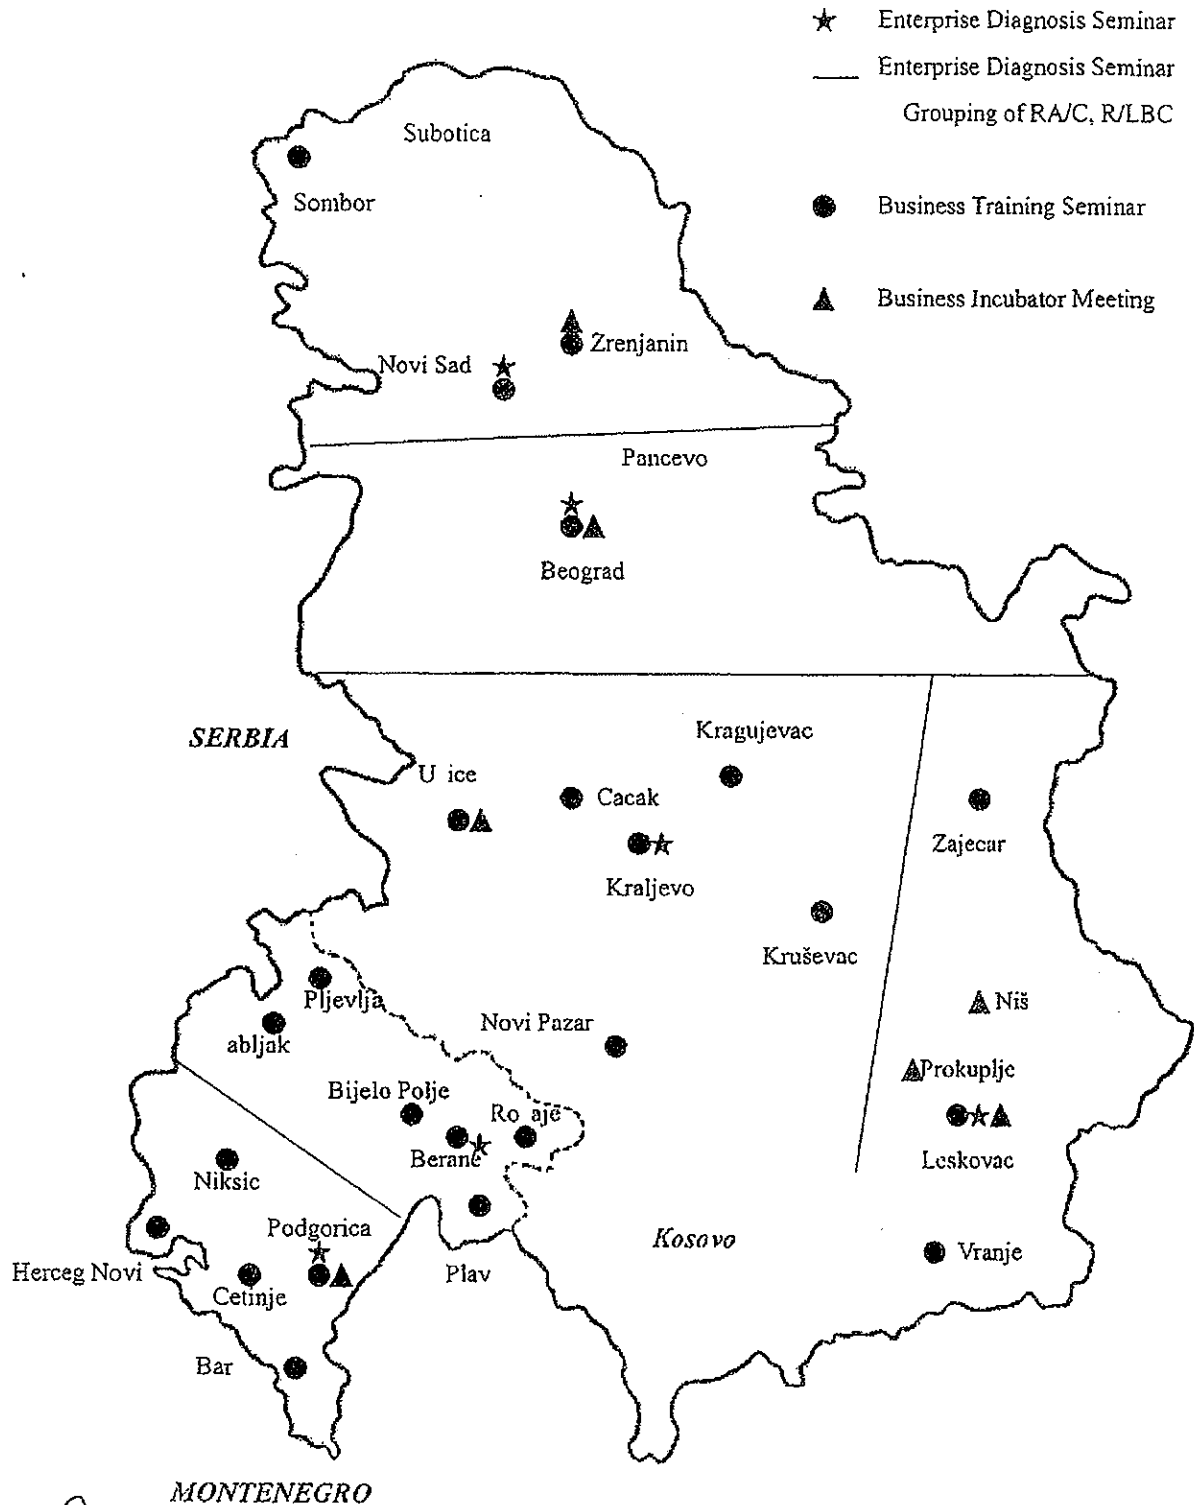 Enterprise Diagnosis Seminar
Enterprise Diagnosis Seminar
Grouping of RA/C, R/LBC
Subotica
Sombor
Business Training Seminar
Business Incubator Meeting
Zrenjanin
Novi Sad
Pancevo
Beograd
SERBIA
Kragujevac
U ice
Cacak
Zajecar
Kraljevo
Kruševac
Pljevlja
Niš
Novi Pazar
abljak
Prokuplje
Bijelo Polje
Ro aje
Berane
Leskovac
Niksic
Podgorica
Kosovo
Vranje
Herceg Novi
Plav
Cetinje
Bar
MONTENEGRO